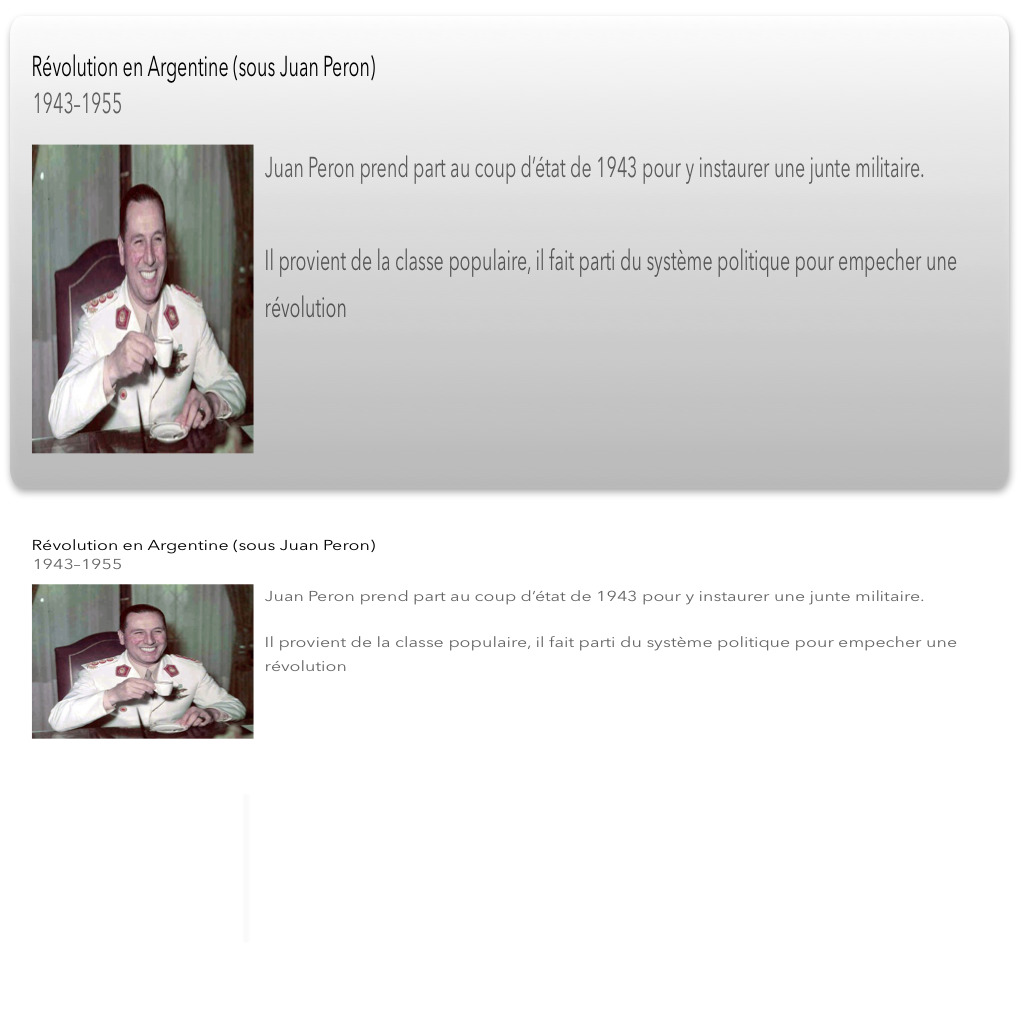 Révolution en Argentine (sous Juan Peron)
1943–1955
Juan Peron prend part au coup d’état de 1943 pour y instaurer une junte militaire.
Il provient de la classe populaire, il fait parti du système politique pour empecher une
révolution
Révolution en Argentine (sous Juan Peron)
1943–1955
Juan Peron prend part au coup d’état de 1943 pour y instaurer une junte militaire.
Il provient de la classe populaire, il fait parti du système politique pour empecher une
révolution